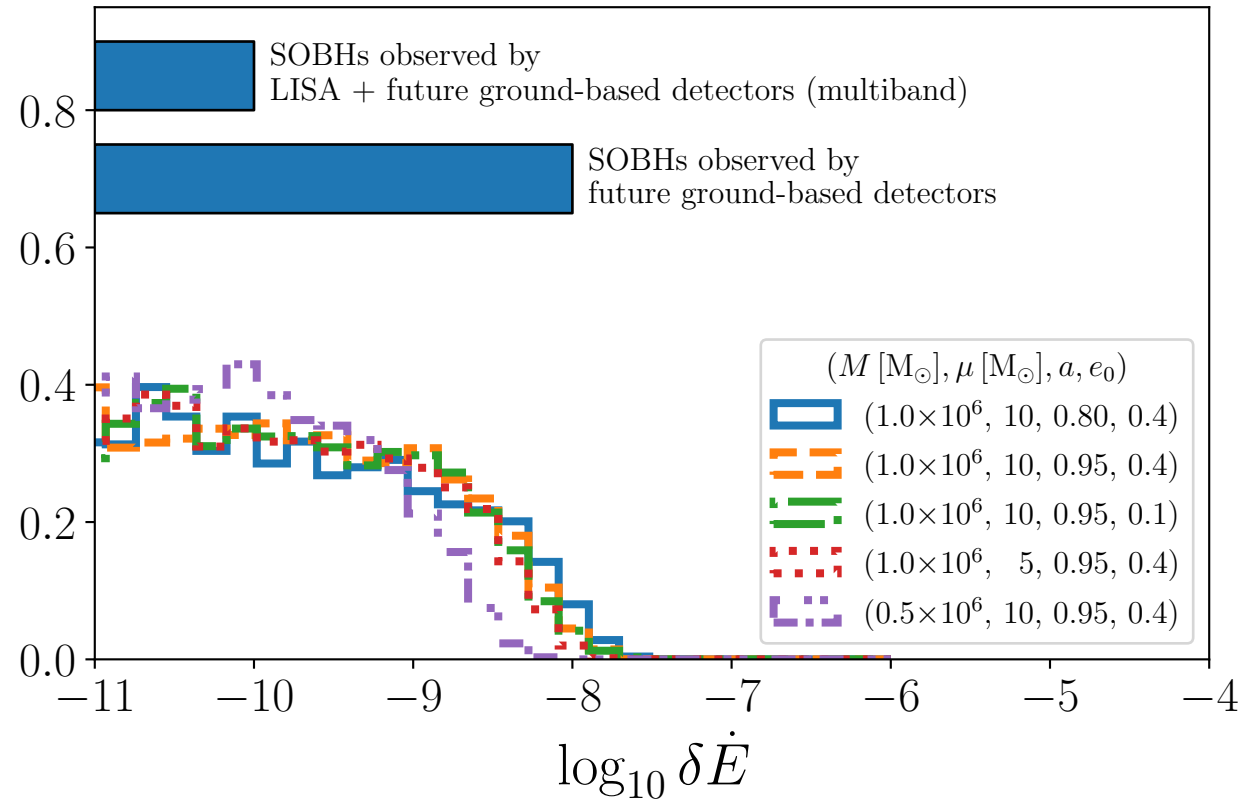 SOBHs observed by
LISA + future ground-based detectors (multiband)
SOBHs observed by
future ground-based detectors
0.8
0.6
0.4
0.2
0.0
(M [M⊙], μ [M⊙], a, e₀)
(1.0×10⁶, 10, 0.80, 0.4)
(1.0×10⁶, 10, 0.95, 0.4)
(1.0×10⁶, 10, 0.95, 0.1)
(1.0×10⁶, 5, 0.95, 0.4)
(0.5×10⁶, 10, 0.95, 0.4)
−11 −10 −9 −8 −7 −6 −5 −4
log₁₀ δĖ